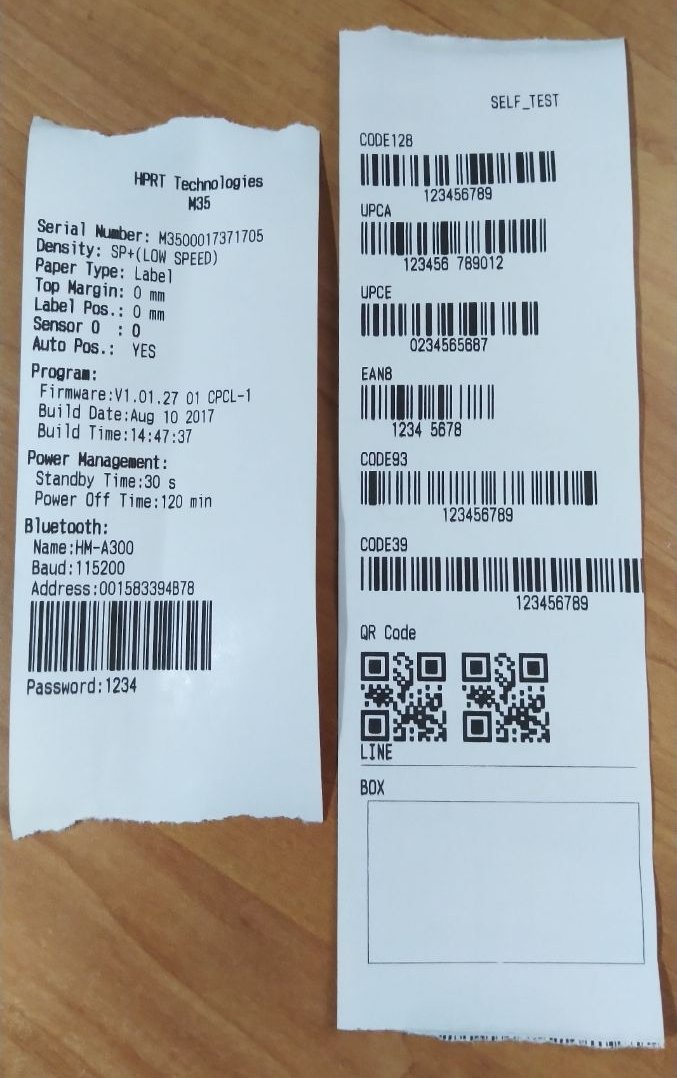 HPRT Technologies
M35
Serial Number: M3500017371705
Density: SP+(LOW SPEED)
Paper Type: Label
Top Margin: 0 mm
Label Pos.: 0 mm
Sensor 0 : 0
Auto Pos.: YES
Program:
Firmware:V1.01.27 01 CPCL-1
Build Date:Aug 10 2017
Build Time:14:47:37
Power Management:
Standby Time:30 s
Power Off Time:120 min
Bluetooth:
Name:HM-A300
Baud:115200
Address:001583394B78
Password:1234
SELF_TEST
CODE128
123456789
UPCA
123456 789012
UPCE
0234565687
EAN8
1234 5678
CODE93
123456789
CODE39
123456789
QR Code
LINE
BOX